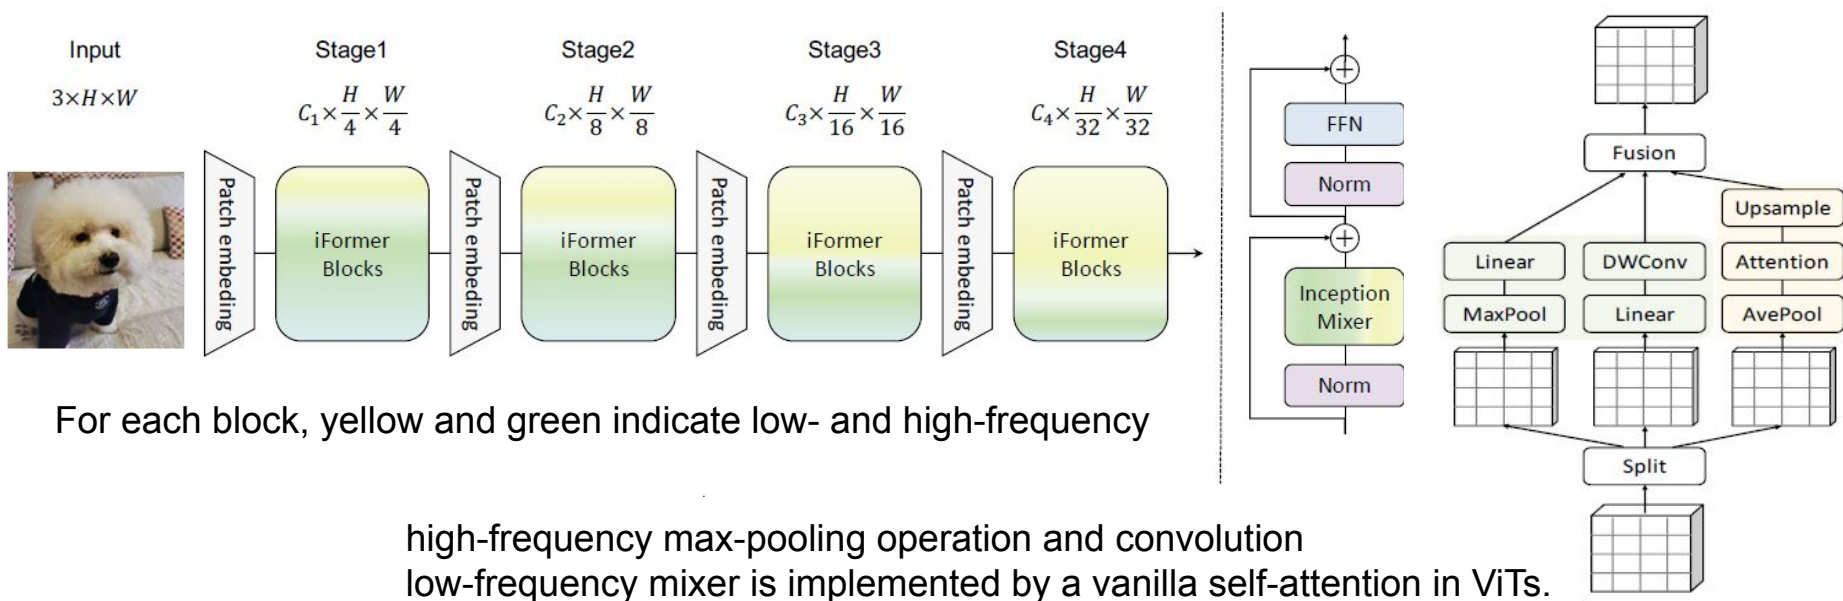 Input
3×H×W
Stage1
C₁ × H/4 × W/4
Stage2
C₂ × H/8 × W/8
Stage3
C₃ × H/16 × W/16
Stage4
C₄ × H/32 × W/32
Patch embeding
iFormer
Blocks
Patch embeding
iFormer
Blocks
Patch embeding
iFormer
Blocks
Patch embeding
iFormer
Blocks
For each block, yellow and green indicate low- and high-frequency
+
FFN
Norm
+
Inception
Mixer
Norm
Fusion
Upsample
Linear
DWConv
Attention
MaxPool
Linear
AvePool
Split
high-frequency max-pooling operation and convolution
low-frequency mixer is implemented by a vanilla self-attention in ViTs.